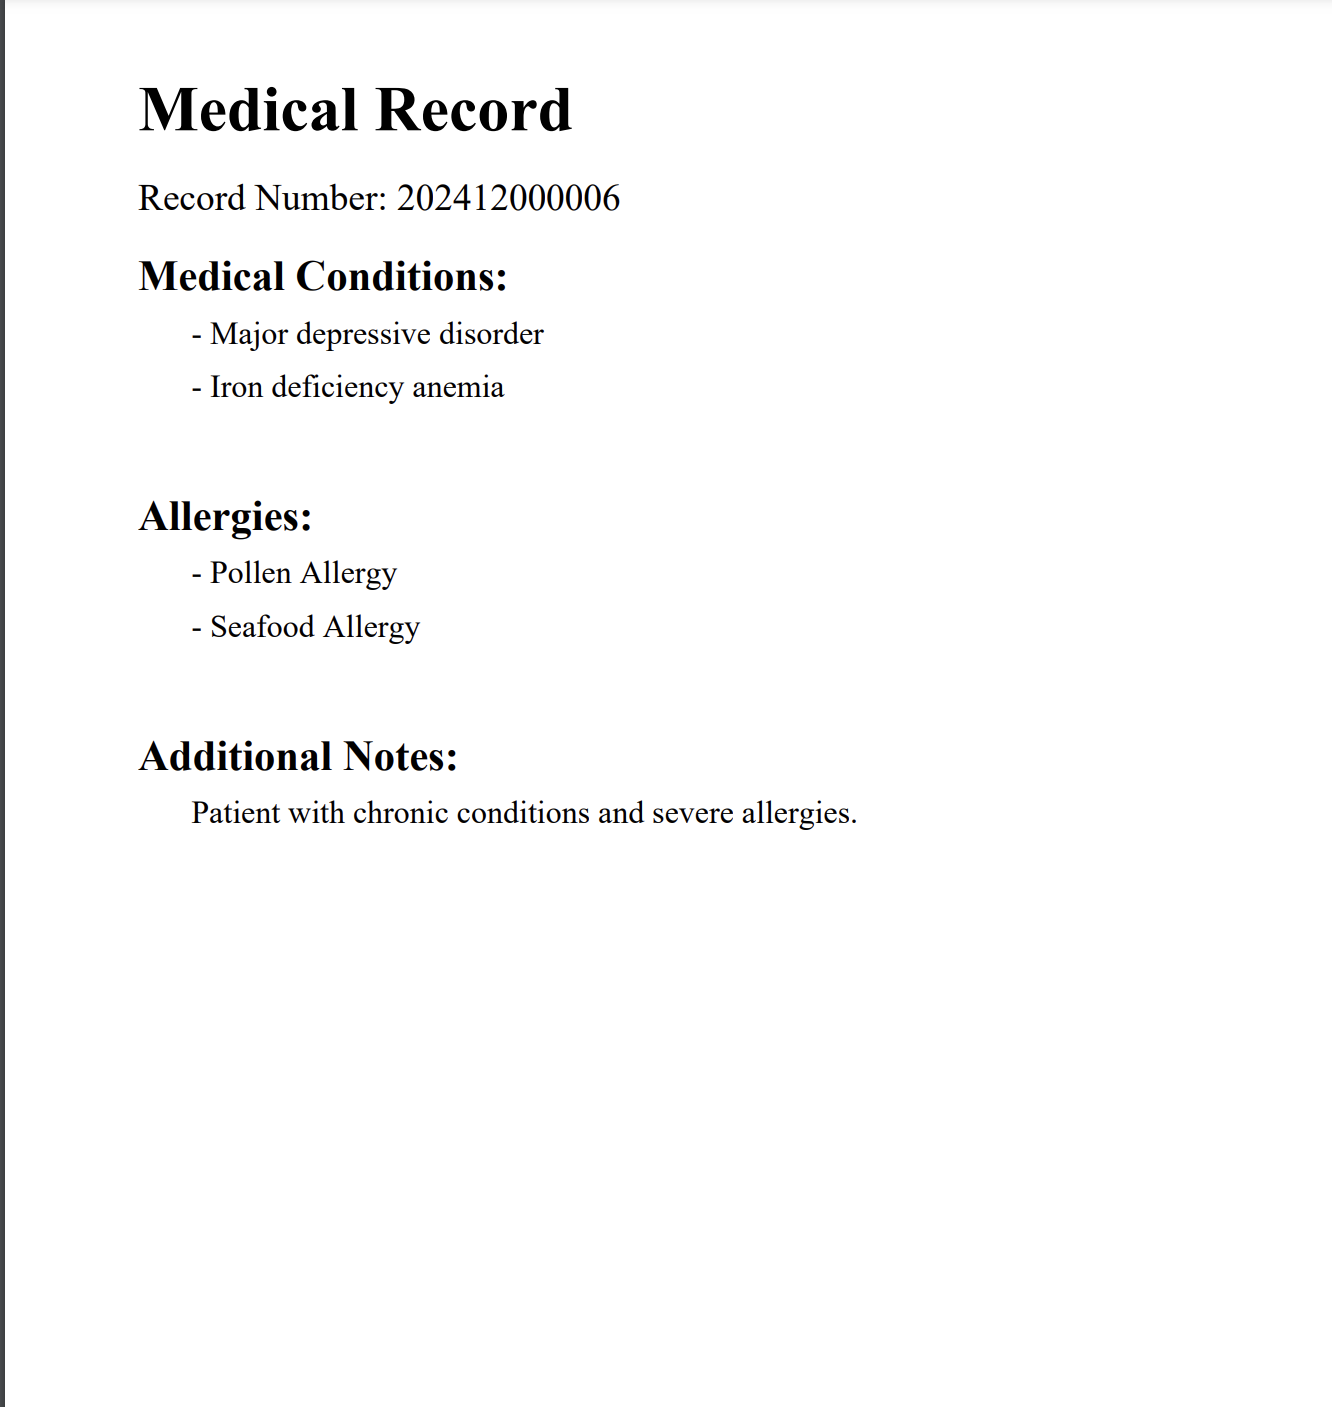 Medical Record
Record Number: 202412000006
Medical Conditions:
- Major depressive disorder
- Iron deficiency anemia
Allergies:
- Pollen Allergy
- Seafood Allergy
Additional Notes:
Patient with chronic conditions and severe allergies.